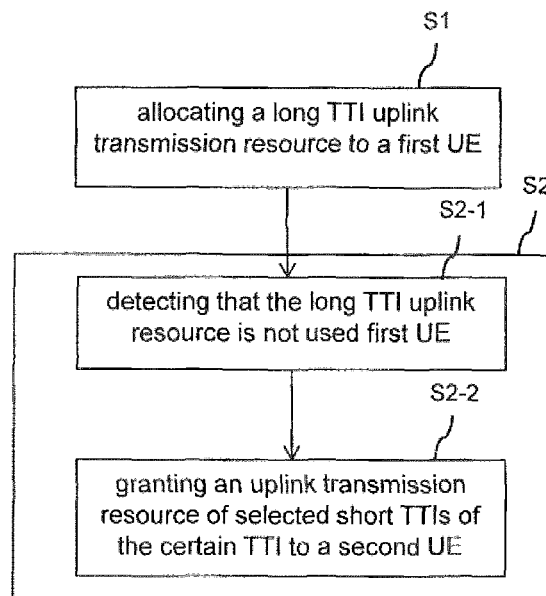 S1
allocating a long TTI uplink
transmission resource to a first UE
S2
S2-1
detecting that the long TTI uplink
resource is not used first UE
S2-2
granting an uplink transmission
resource of selected short TTIs of
the certain TTI to a second UE